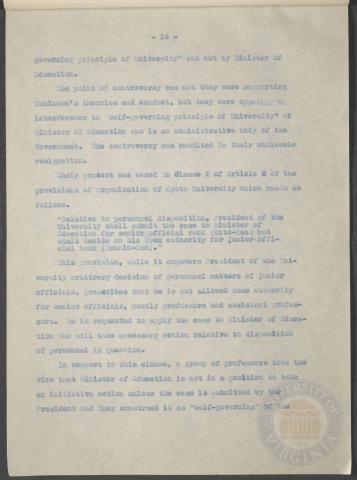 - 14 -
governing principle of University" and not by Minister of
Education.
The point of controversy was not they were supporting
Takikawa's theories and conduct, but they were opposing to
interference to "self-governing principle of University" of
Minister of Education who is an administrative body of the
Government. The controversy has resulted in their wholesale
resignation.
Their protest was based on Clause 2 of Article 2 of the
provisions of Organization of Kyoto University which reads as
follows.
"Relative to personnel disposition, President of the
University shall submit the case to Minister of
Education for senior official rank but
shall decide on his own authority for junior offi-
cial rank (Hannin-Kan)."
This provision, while it empowers President of the Uni-
versity arbitrary decision of personnel matters of junior
officials, prescribes that he is not allowed some authority
for senior officials, mostly professors and assistant profes-
sors. He is requested to apply the case to Minister of Educa-
tion who will take necessary action relative to disposition
of personnel in question.
In respect to this clause, a group of professors took the
view that Minister of Education is not in a position to take
an initiative action unless the case is submitted by the
President and they construed it as "self-governing" of the
UNIVERSITY OF VIRGINIA